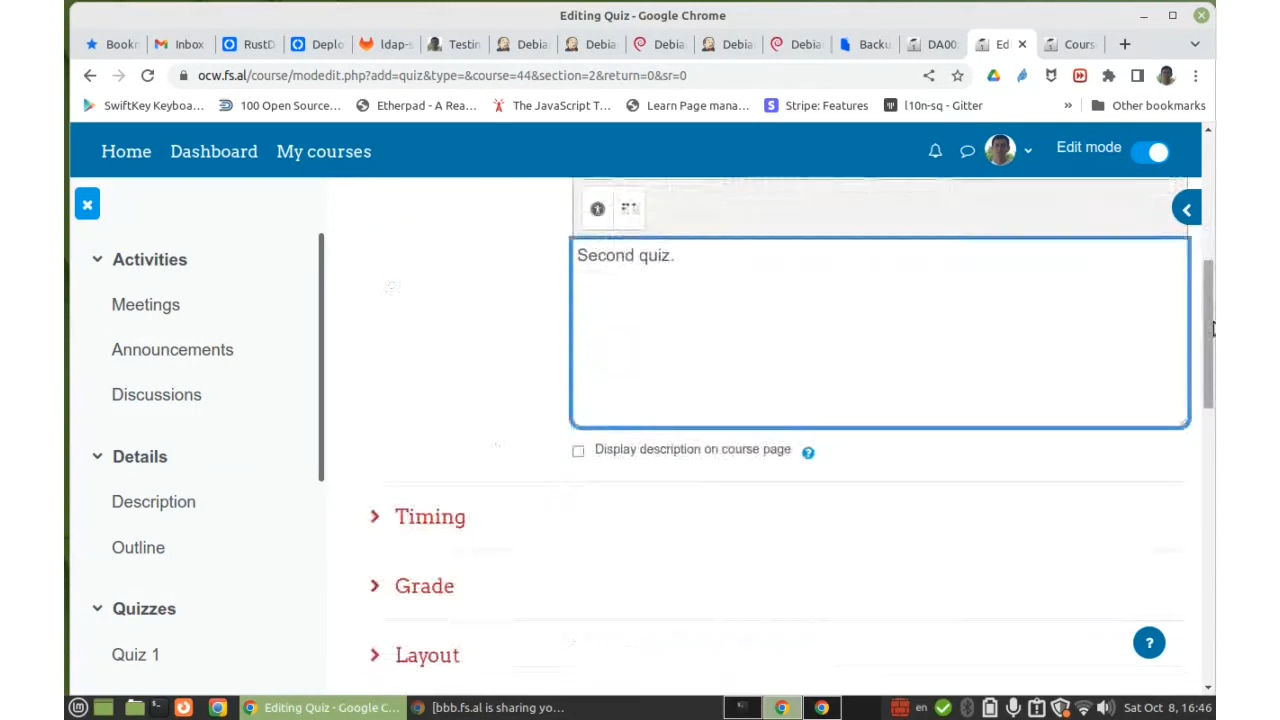 Editing Quiz - Google Chrome
Bookr Inbox RustD Deplo ldap- Testin Debia Debia Debia Debia Debia Backu DA00 Ed Cours
ocw.fs.al/course/modedit.php?add=quiz&type=&course=44&section=2&return=0&sr=0
SwiftKey Keyboa... 100 Open Source... Etherpad - A Rea... The JavaScript T... Learn Page mana... Stripe: Features l10n-sq - Gitter » Other bookmarks
Home Dashboard My courses Edit mode
Activities
Meetings
Announcements
Discussions
Details
Description
Outline
Quizzes
Quiz 1
Second quiz.
Display description on course page ?
Timing
Grade
Layout
?
Editing Quiz - Google C... [bbb.fs.al is sharing yo... en Sat Oct 8, 16:46